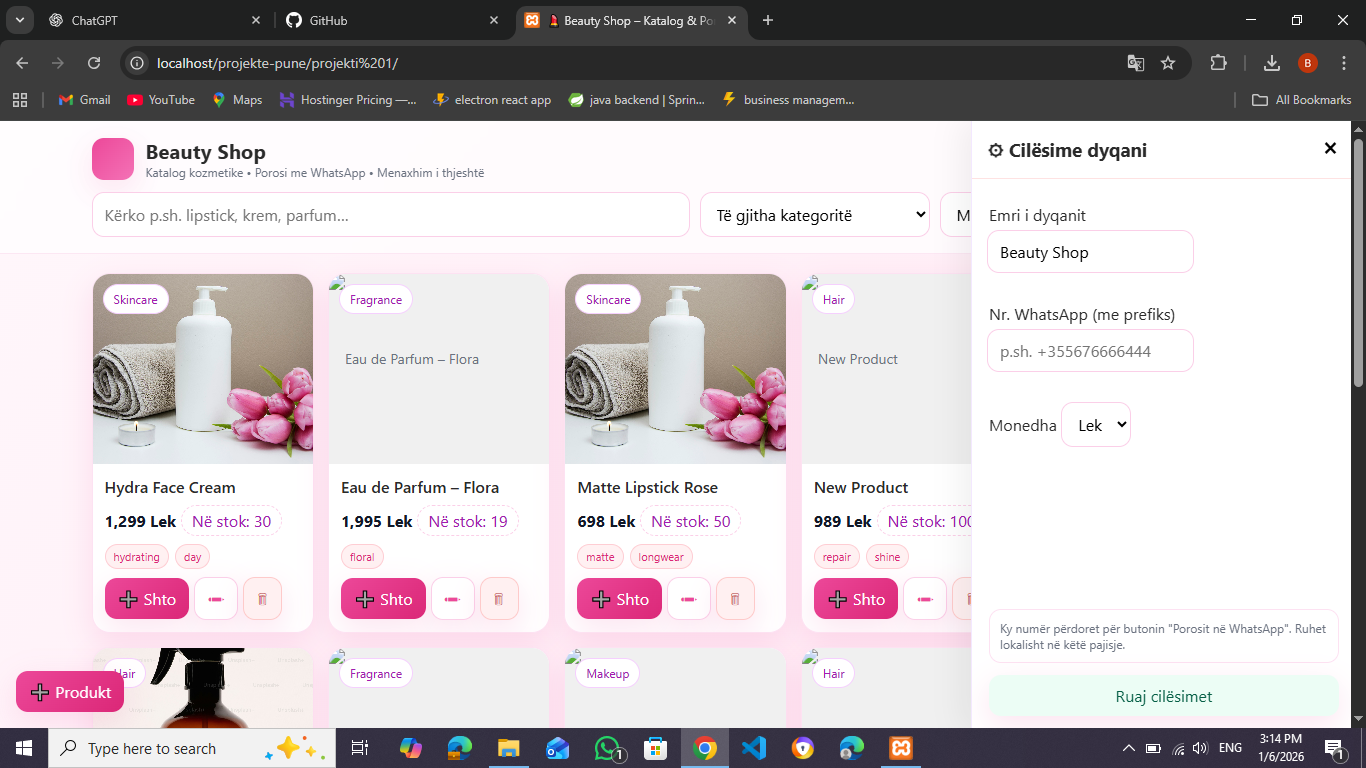 ChatGPT
GitHub
Beauty Shop – Katalog & Po
localhost/projekte-pune/projekti%201/
B
Gmail
YouTube
Maps
Hostinger Pricing —...
electron react app
java backend | Sprin...
business managem...
All Bookmarks
Beauty Shop
Katalog kozmetike • Porosi me WhatsApp • Menaxhim i thjeshtë
Kërko p.sh. lipstick, krem, parfum...
Të gjitha kategoritë
M
Skincare
Fragrance
Eau de Parfum – Flora
Skincare
Hair
New Product
Hydra Face Cream
1,299 Lek
Në stok: 30
hydrating
day
Shto
Eau de Parfum – Flora
1,995 Lek
Në stok: 19
floral
Shto
Matte Lipstick Rose
698 Lek
Në stok: 50
matte
longwear
Shto
New Product
989 Lek
Në stok: 100
repair
shine
Shto
Hair
Fragrance
Makeup
Hair
Produkt
Cilësime dyqani
Emri i dyqanit
Beauty Shop
Nr. WhatsApp (me prefiks)
p.sh. +355676666444
Monedha
Lek
Ky numër përdoret për butonin "Porosit në WhatsApp". Ruhet
lokalisht në këtë pajisje.
Ruaj cilësimet
Type here to search
1
ENG
3:14 PM
1/6/2026
1